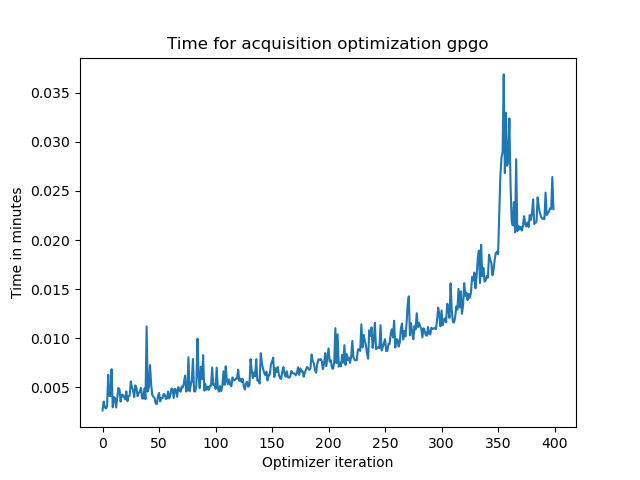 Time for acquisition optimization gpgo
0.035
0.030
0.025
0.020
0.015
0.010
0.005
Time in minutes
0 50 100 150 200 250 300 350 400
Optimizer iteration